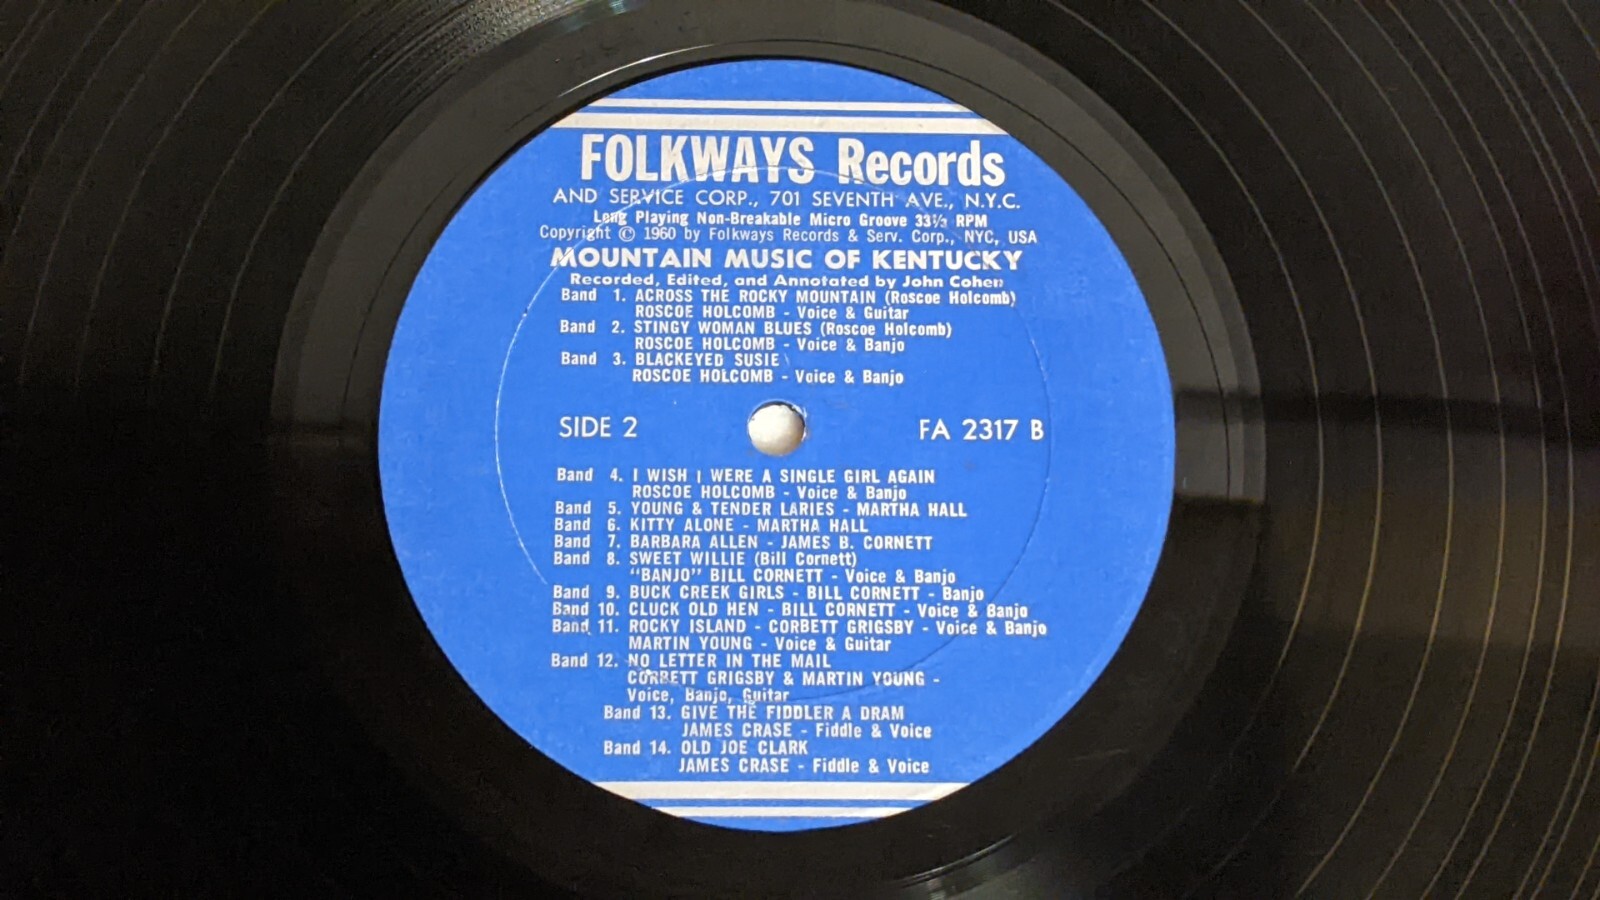 FOLKWAYS Records
AND SERVICE CORP., 701 SEVENTH AVE., N.Y.C.
Long Playing Non-Breakable Micro Groove 33⅓ RPM
Copyright © 1960 by Folkways Records & Serv. Corp., NYC, USA
MOUNTAIN MUSIC OF KENTUCKY
Recorded, Edited, and Annotated by John Cohen
Band 1. ACROSS THE ROCKY MOUNTAIN (Roscoe Holcomb)
ROSCOE HOLCOMB - Voice & Guitar
Band 2. STINGY WOMAN BLUES (Roscoe Holcomb)
ROSCOE HOLCOMB - Voice & Banjo
Band 3. BLACKEYED SUSIE
ROSCOE HOLCOMB - Voice & Banjo
SIDE 2 FA 2317 B
Band 4. I WISH I WERE A SINGLE GIRL AGAIN
ROSCOE HOLCOMB - Voice & Banjo
Band 5. YOUNG & TENDER LARIES - MARTHA HALL
Band 6. KITTY ALONE - MARTHA HALL
Band 7. BARBARA ALLEN - JAMES B. CORNETT
Band 8. SWEET WILLIE (Bill Cornett)
"BANJO" BILL CORNETT - Voice & Banjo
Band 9. BUCK CREEK GIRLS - BILL CORNETT - Banjo
Band 10. CLUCK OLD HEN - BILL CORNETT - Voice & Banjo
Band 11. ROCKY ISLAND - CORBETT GRIGSBY - Voice & Banjo
MARTIN YOUNG - Voice & Guitar
Band 12. NO LETTER IN THE MAIL
CORBETT GRIGSBY & MARTIN YOUNG -
Voice, Banjo, Guitar
Band 13. GIVE THE FIDDLER A DRAM
JAMES CRASE - Fiddle & Voice
Band 14. OLD JOE CLARK
JAMES CRASE - Fiddle & Voice